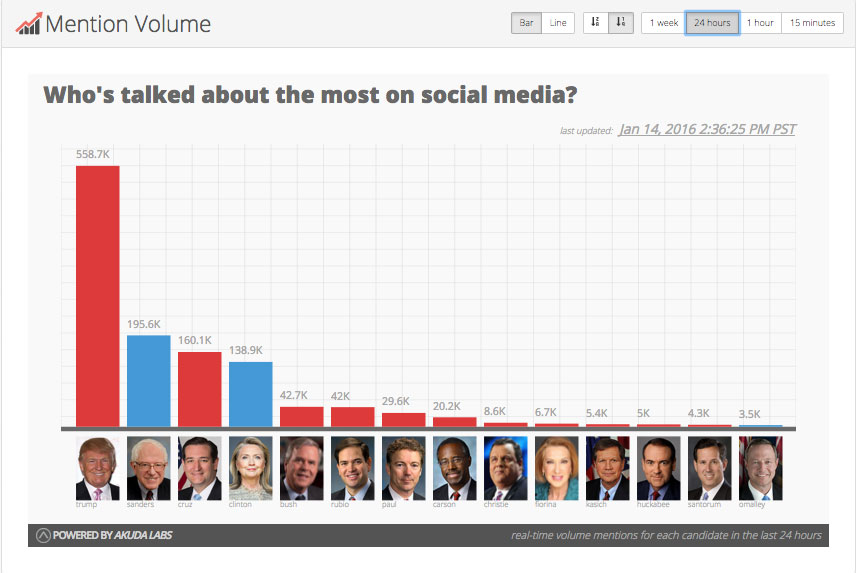 Mention Volume
Bar Line 1 week 24 hours 1 hour 15 minutes
Who's talked about the most on social media?
last updated: Jan 14, 2016 2:36:25 PM PST
558.7K
195.6K
160.1K
138.9K
42.7K 42K 29.6K 20.2K 8.6K 6.7K 5.4K 5K 4.3K 3.5K
trump sanders cruz clinton bush rubio paul carson christie fiorina kasich huckabee santorum omalley
POWERED BY AKUDA LABS real-time volume mentions for each candidate in the last 24 hours